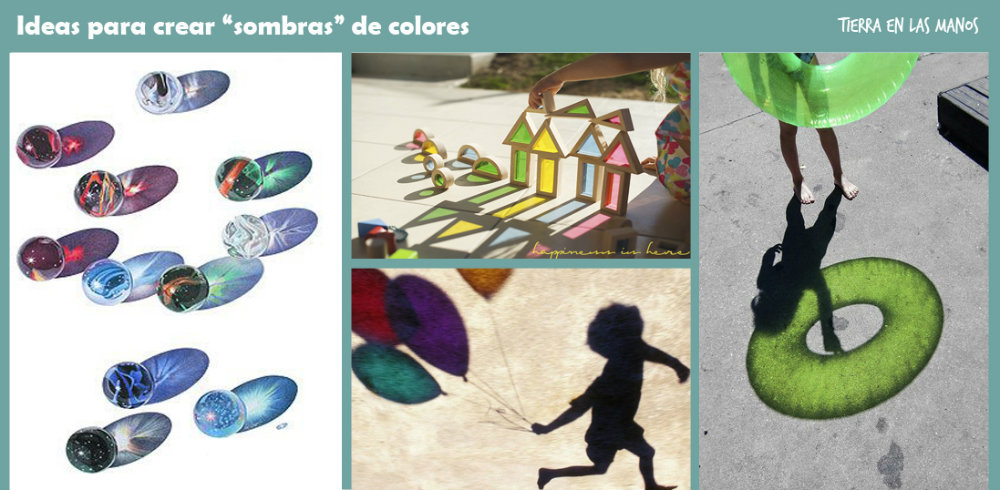 Ideas para crear “sombras” de colores
TIERRA EN LAS MANOS
happiness is here